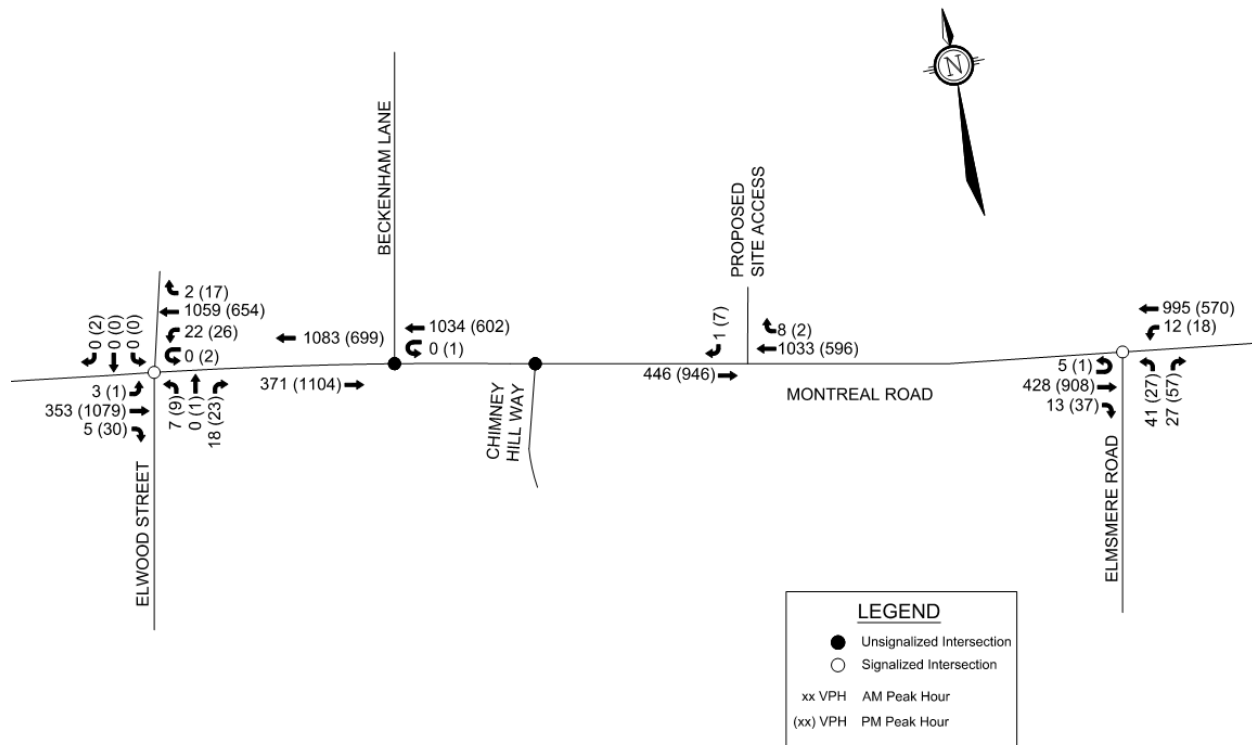 N
BECKENHAM LANE
PROPOSED
SITE ACCESS
2 (17)
1059 (654)
22 (26)
0 (2)
0 (2)
0 (0)
0 (0)
1083 (699)
1034 (602)
0 (1)
1 (7)
8 (2)
1033 (596)
995 (570)
12 (18)
3 (1)
353 (1079)
5 (30)
7 (9)
0 (1)
18 (23)
371 (1104)
446 (946)
MONTREAL ROAD
5 (1)
428 (908)
13 (37)
41 (27)
27 (57)
CHIMNEY
HILL WAY
ELWOOD STREET
ELMSMERE ROAD
LEGEND
Unsignalized Intersection
Signalized Intersection
xx VPH AM Peak Hour
(xx) VPH PM Peak Hour